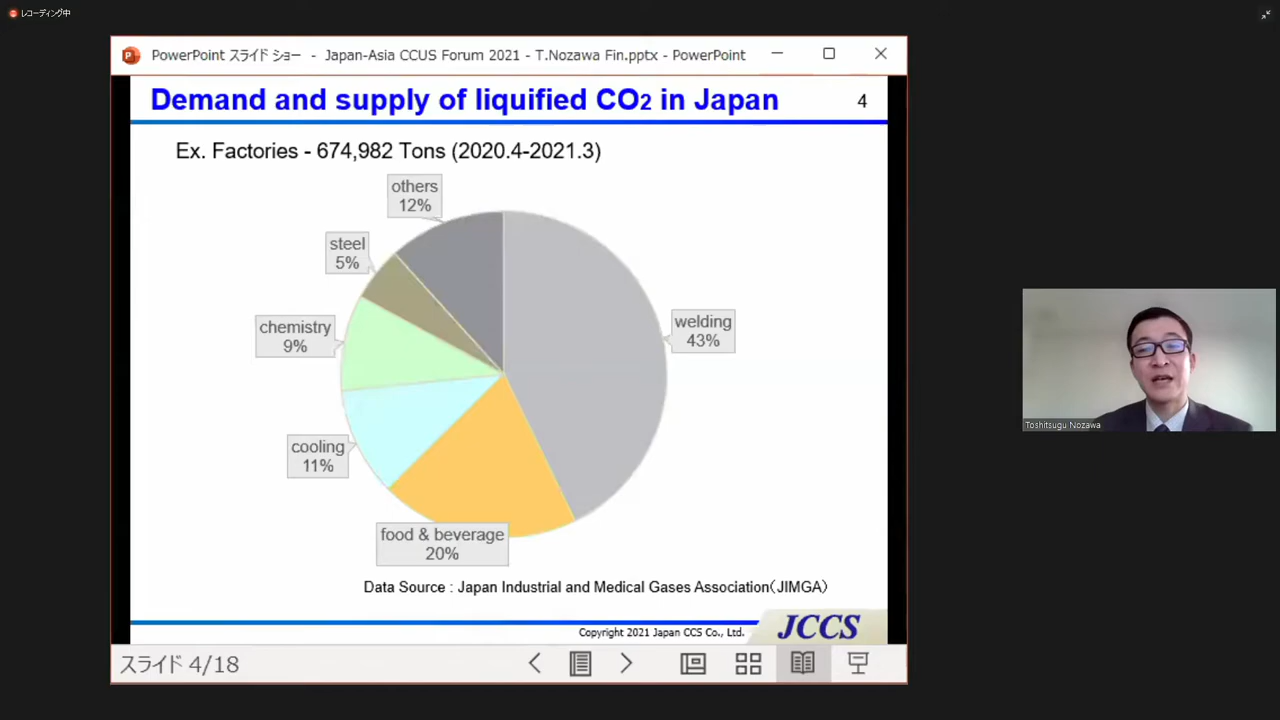 レコーディング中
PowerPoint スライド ショー - Japan-Asia CCUS Forum 2021 - T.Nozawa Fin.pptx - PowerPoint
Demand and supply of liquified CO2 in Japan
4
Ex. Factories - 674,982 Tons (2020.4-2021.3)
others
12%
steel
5%
chemistry
9%
welding
43%
cooling
11%
food & beverage
20%
Data Source : Japan Industrial and Medical Gases Association(JIMGA)
Copyright 2021 Japan CCS Co., Ltd.
JCCS
スライド 4/18
Toshitsugu Nozawa